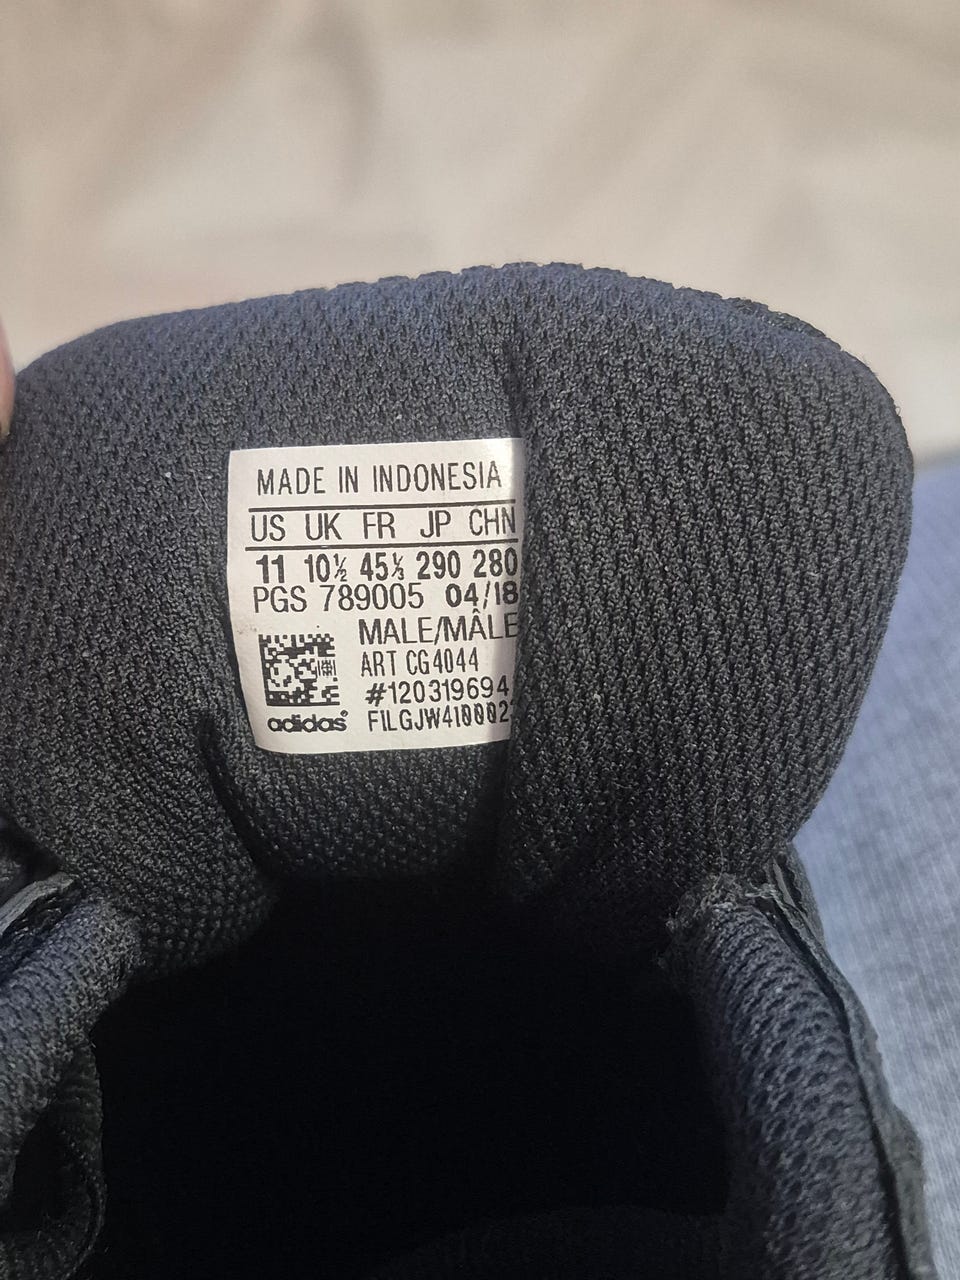 MADE IN INDONESIA
US UK FR JP CHN
11 10½ 45⅓ 290 280
PGS 789005 04/18
MALE/MÂLE
ART CG4044
#120319694
adidas®